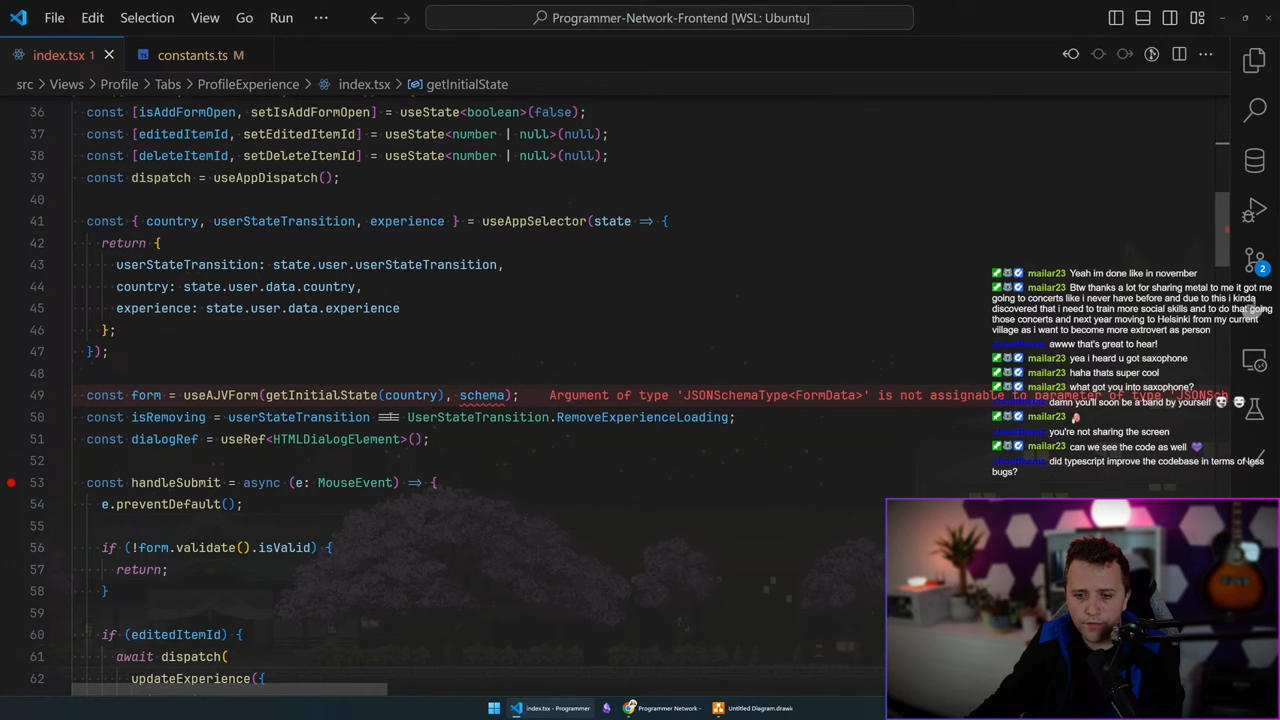 File Edit Selection View Go Run ··· Programmer-Network-Frontend [WSL: Ubuntu]
index.tsx 1 constants.ts M
src > Views > Profile > Tabs > ProfileExperience > index.tsx > getInitialState
36 const [isAddFormOpen, setIsAddFormOpen] = useState<boolean>(false);
37 const [editedItemId, setEditedItemId] = useState<number | null>(null);
38 const [deleteItemId, setDeleteItemId] = useState<number | null>(null);
39 const dispatch = useAppDispatch();
40
41 const { country, userStateTransition, experience } = useAppSelector(state => {
42 return {
43 userStateTransition: state.user.userStateTransition,
44 country: state.user.data.country,
45 experience: state.user.data.experience
46 };
47 });
48
49 const form = useAJVForm(getInitialState(country), schema); Argument of type 'JSONSchemaType<FormData>' is not assignable to parameter of type 'JSONSch
50 const isRemoving = userStateTransition === UserStateTransition.RemoveExperienceLoading;
51 const dialogRef = useRef<HTMLDialogElement>();
52
53 const handleSubmit = async (e: MouseEvent) => {
54 e.preventDefault();
55
56 if (!form.validate().isValid) {
57 return;
58 }
59
60 if (editedItemId) {
61 await dispatch(
62 updateExperience({
2
mailar23 Yeah im done like in november
mailar23 Btw thanks a lot for sharing metal to me it got me
going to concerts like i never have before and due to this i kinda
discovered that i need to train more social skills and to do that going
those concerts and next year moving to Helsinki from my current
village as i want to become more extrovert as person
awww that's great to hear!
mailar23 yea i heard u got saxophone
mailar23 haha thats super cool
mailar23 what got you into saxophone?
damn you'll soon be a band by yourself
mailar23
you're not sharing the screen
mailar23 can we see the code as well
did typescript improve the codebase in terms of less
bugs?
index.tsx - Programmer Programmer Network - Untitled Diagram.drawi